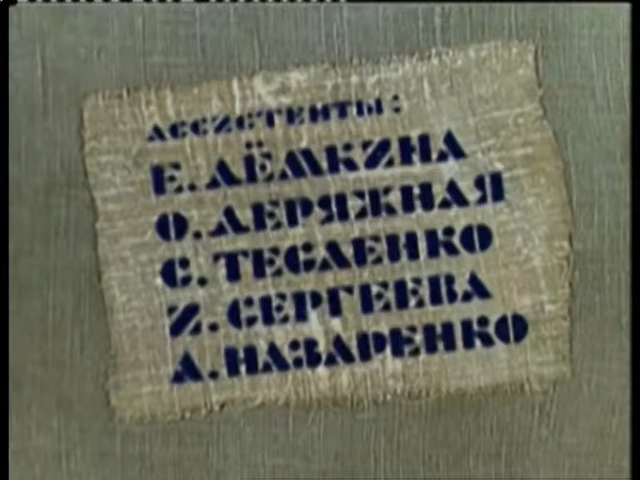 АССИСТЕНТЫ:
Е. ДЁМКИНА
О. ДЕРЯЖНАЯ
С. ТЕСЛЕНКО
И. СЕРГЕЕВА
А. НАЗАРЕНКО